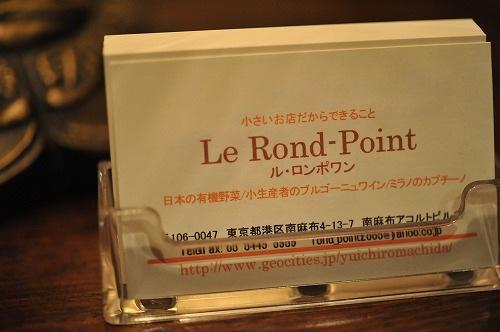 小さいお店だからできること
Le Rond-Point
ル・ロンポワン
日本の有機野菜/小生産者のブルゴーニュワイン/ミラノのカプチーノ
106-0047 東京都港区南麻布4-13-7 南麻布アコルトビル
http://www.geocities.jp/yuichiromachida/